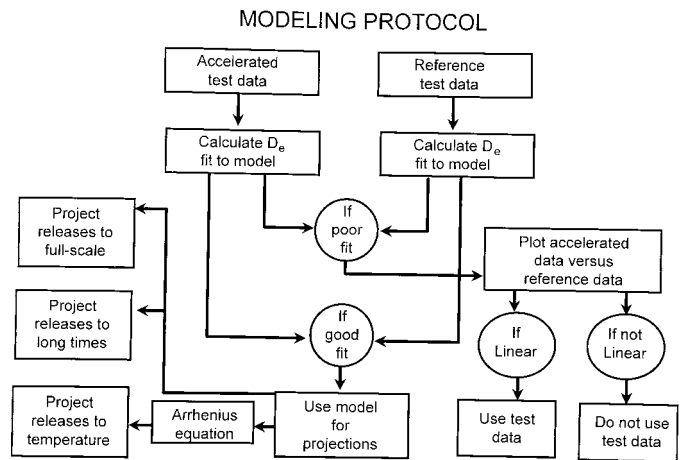 MODELING PROTOCOL
Accelerated
test data
Reference
test data
Calculate De
fit to model
Calculate De
fit to model
If
poor
fit
Project
releases to
full-scale
Plot accelerated
data versus
reference data
Project
releases to
long times
If
good
fit
If
Linear
If not
Linear
Project
releases to
temperature
Arrhenius
equation
Use model
for
projections
Use test
data
Do not use
test data